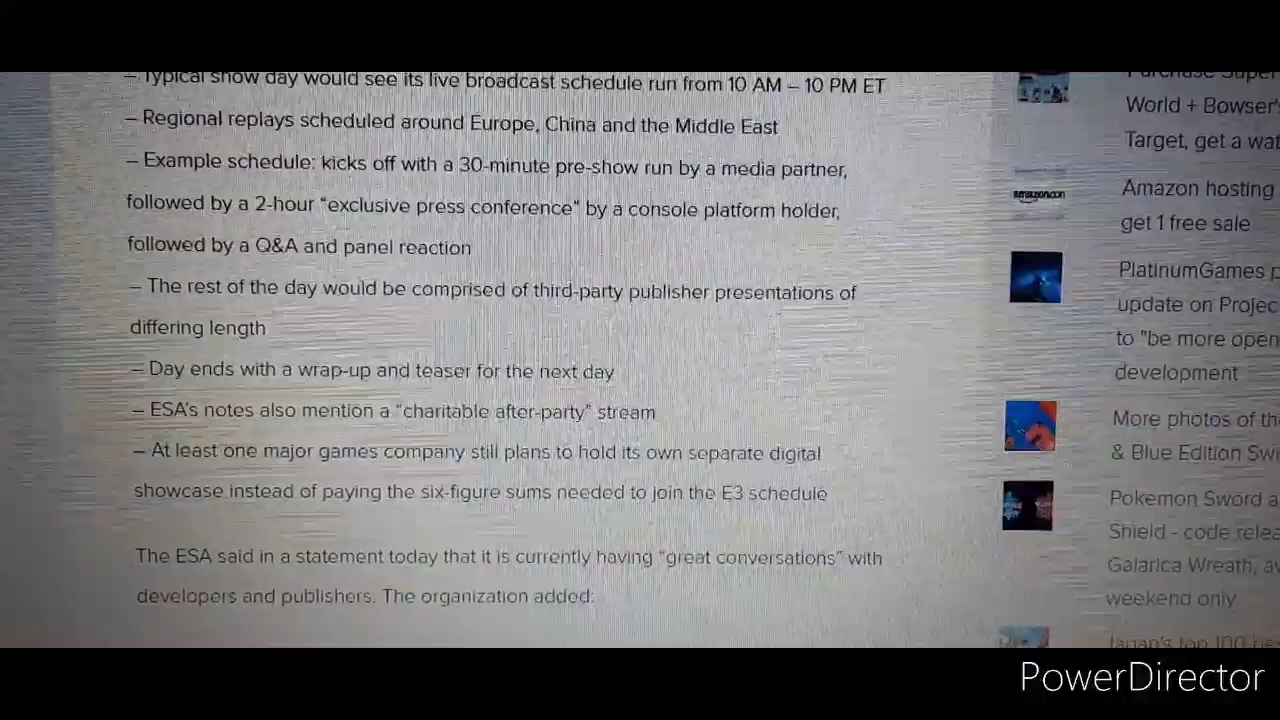 – Typical show day would see its live broadcast schedule run from 10 AM – 10 PM ET
– Regional replays scheduled around Europe, China and the Middle East
– Example schedule: kicks off with a 30-minute pre-show run by a media partner,
followed by a 2-hour “exclusive press conference” by a console platform holder,
followed by a Q&A and panel reaction
– The rest of the day would be comprised of third-party publisher presentations of
differing length
– Day ends with a wrap-up and teaser for the next day
– ESA’s notes also mention a “charitable after-party” stream
– At least one major games company still plans to hold its own separate digital
showcase instead of paying the six-figure sums needed to join the E3 schedule
The ESA said in a statement today that it is currently having “great conversations” with
developers and publishers. The organization added:
Purchase Super
World + Bowser's
Target, get a
amazon.com
Amazon hosting
get 1 free sale
PlatinumGames
update on
to "be more open
development
More photos of
& Blue Edition
Pokemon Sword
Shield - code
Galarica Wreath,
weekend only
Japan's top 100
PowerDirector